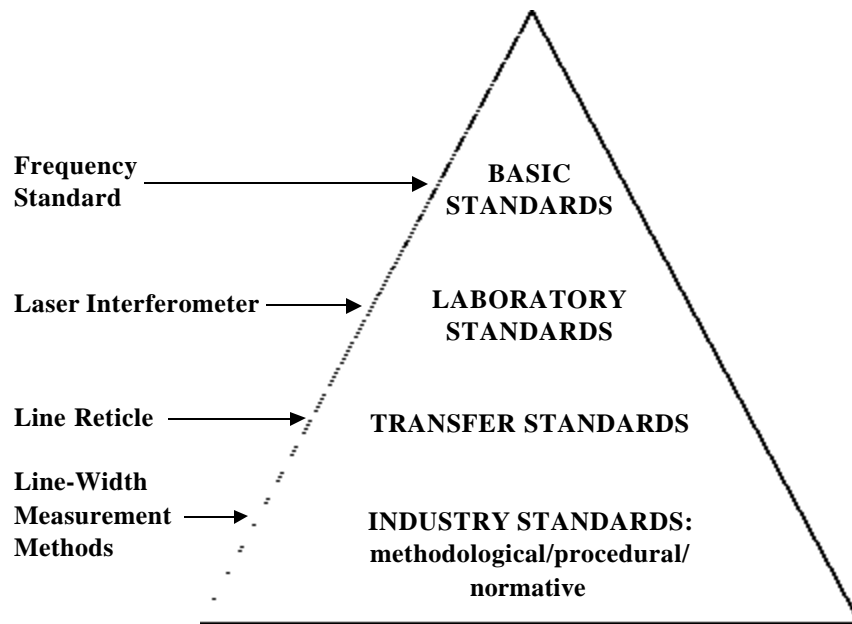 Frequency
Standard
BASIC
STANDARDS
Laser Interferometer
LABORATORY
STANDARDS
Line Reticle
TRANSFER STANDARDS
Line-Width
Measurement
Methods
INDUSTRY STANDARDS:
methodological/procedural/
normative